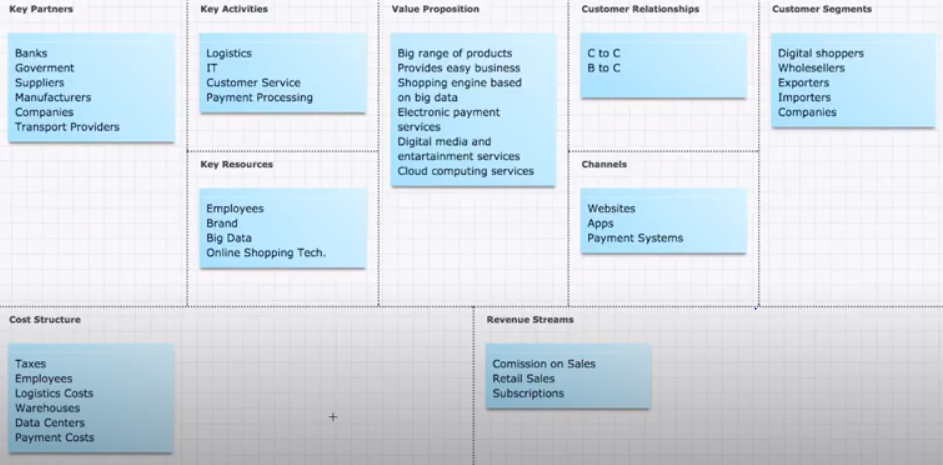 Key Partners
Banks
Goverment
Suppliers
Manufacturers
Companies
Transport Providers
Key Activities
Logistics
IT
Customer Service
Payment Processing
Key Resources
Employees
Brand
Big Data
Online Shopping Tech.
Value Proposition
Big range of products
Provides easy business
Shopping engine based
on big data
Electronic payment
services
Digital media and
entartainment services
Cloud computing services
Customer Relationships
C to C
B to C
Channels
Websites
Apps
Payment Systems
Customer Segments
Digital shoppers
Wholesellers
Exporters
Importers
Companies
Cost Structure
Taxes
Employees
Logistics Costs
Warehouses
Data Centers
Payment Costs
Revenue Streams
Comission on Sales
Retail Sales
Subscriptions